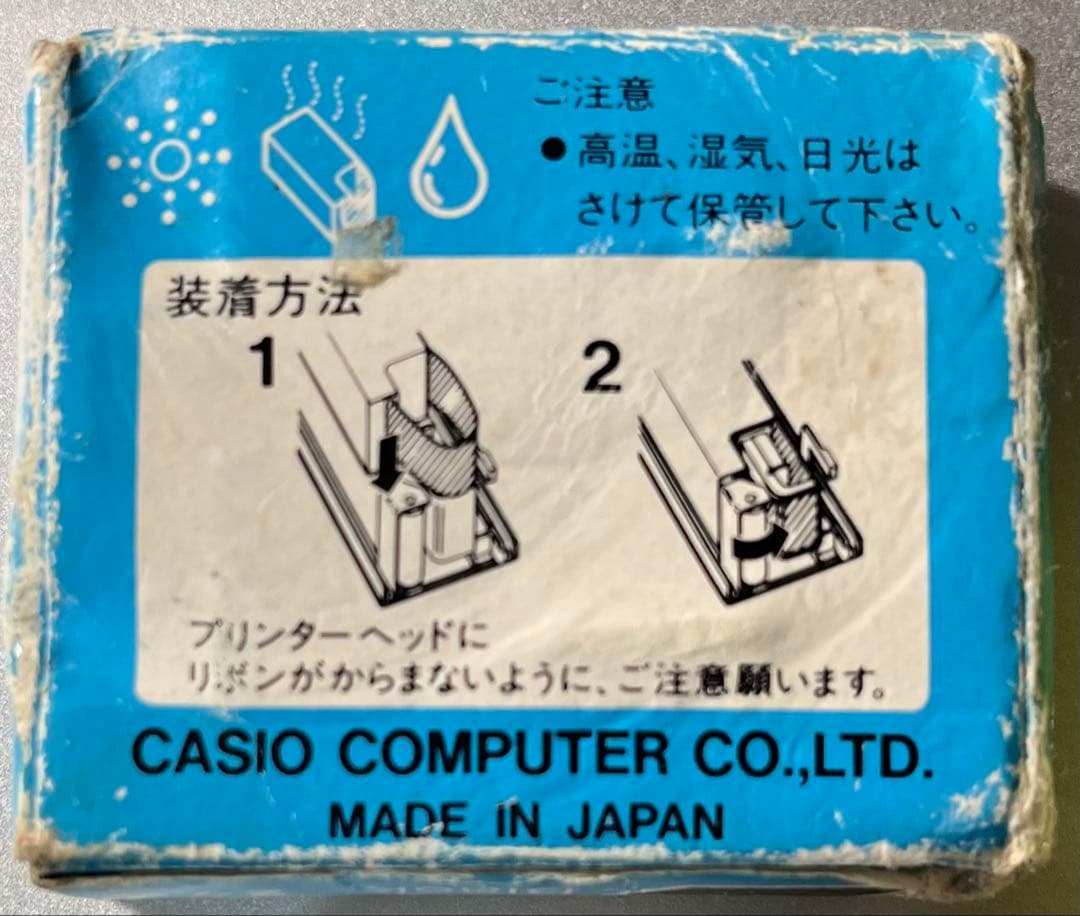 ご注意
●高温、湿気、日光は
さけて保管して下さい。
装着方法
1
2
プリンターヘッドに
リボンがからまないように、ご注意願います。
CASIO COMPUTER CO.,LTD.
MADE IN JAPAN